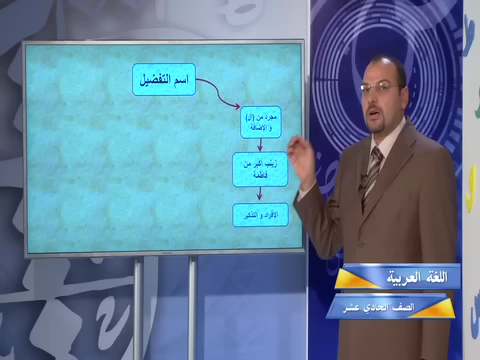 اسم التفضيل
مجرد من (ال)
و الإضافة
زينب أكبر من
فاطمة
الإفراد و التذكير
اللغة العربية
الصف الحادي عشر